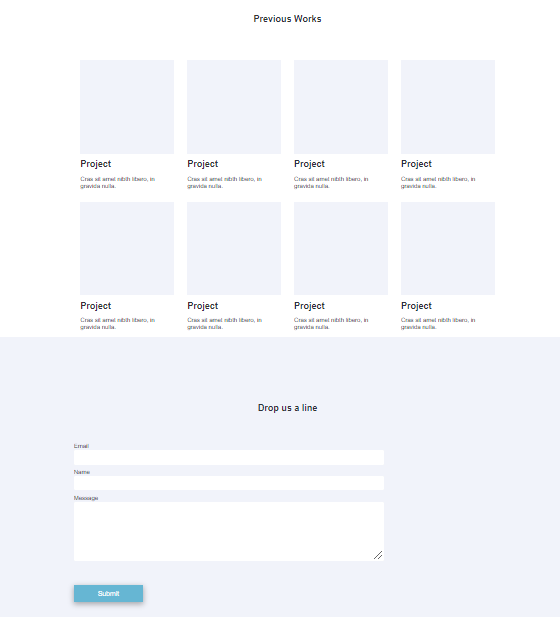 Previous Works
Project Project Project Project
Cras sit amet nibh libero, in Cras sit amet nibh libero, in Cras sit amet nibh libero, in Cras sit amet nibh libero, in
gravida nulla. gravida nulla. gravida nulla. gravida nulla.
Project Project Project Project
Cras sit amet nibh libero, in Cras sit amet nibh libero, in Cras sit amet nibh libero, in Cras sit amet nibh libero, in
gravida nulla. gravida nulla. gravida nulla. gravida nulla.
Drop us a line
Email
Name
Message
Submit